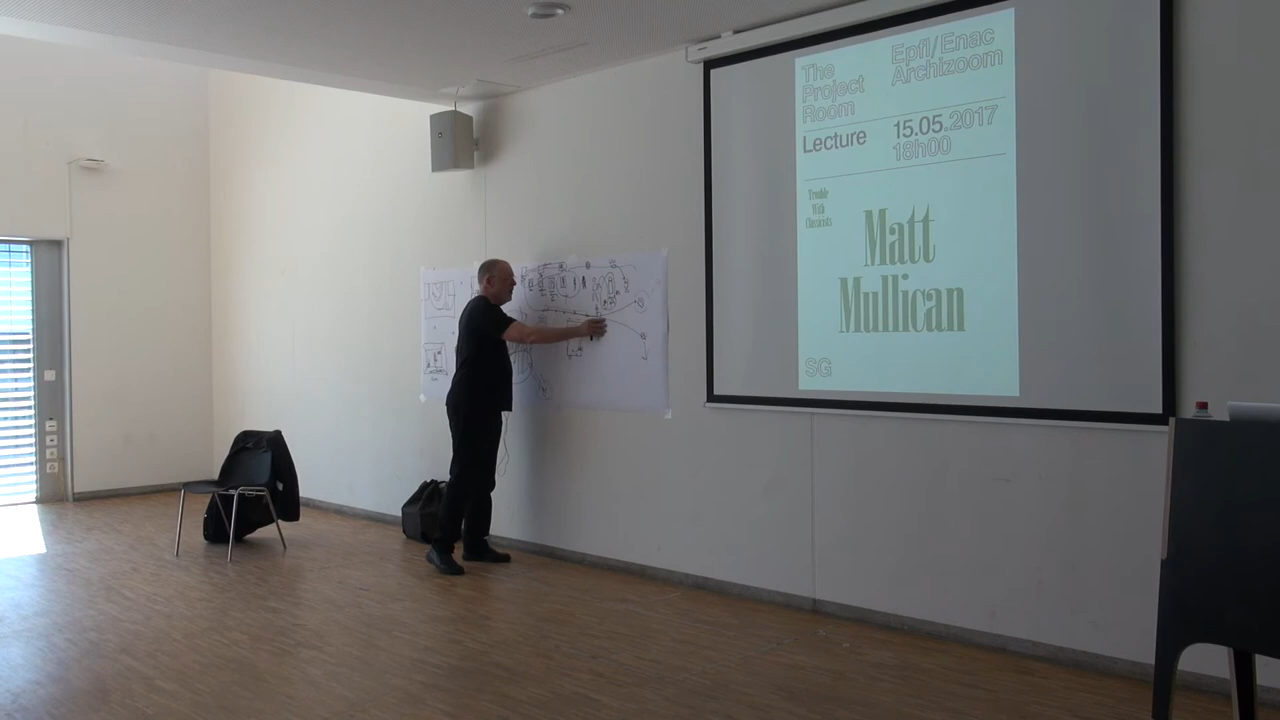 The
Project
Room
Epfl/Enac
Archizoom
Lecture
15.05.2017
18h00
Trouble
With
Classicists
Matt
Mullican
SG